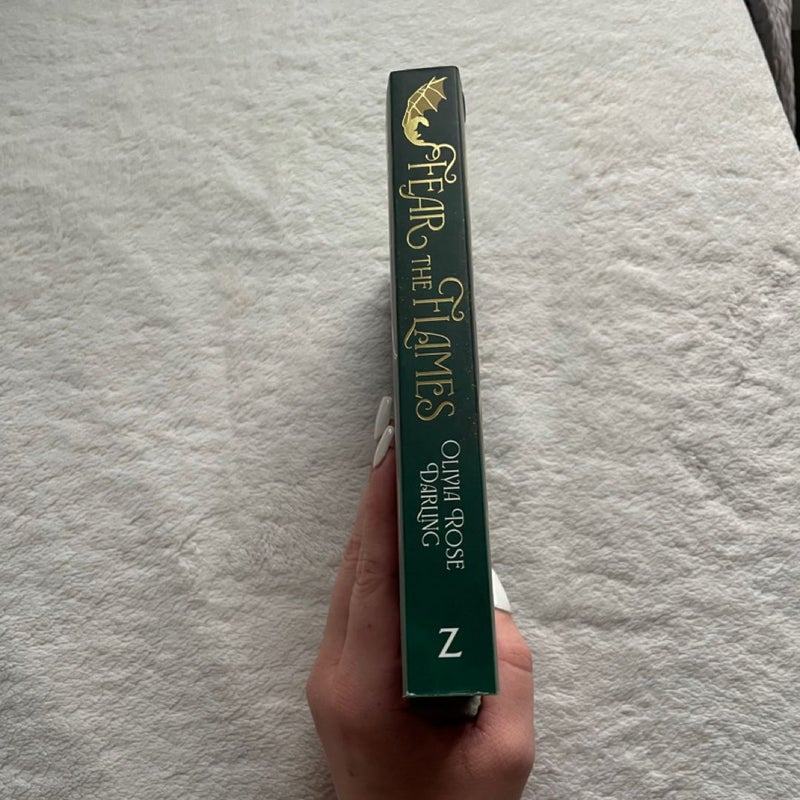 FEAR THE FLAMES
OLIVIA ROSE
DARLING
Z